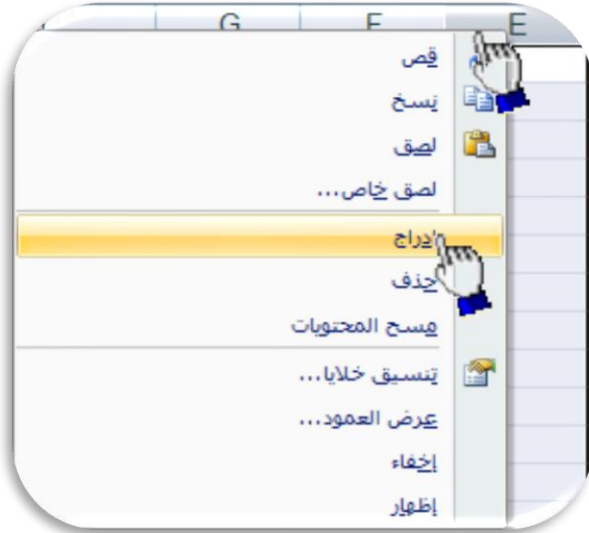 E F G
قص
نسخ
لصق
لصق خاص...
إدراج
حذف
مسح المحتويات
تنسيق خلايا...
عرض العمود...
إخفاء
إظهار